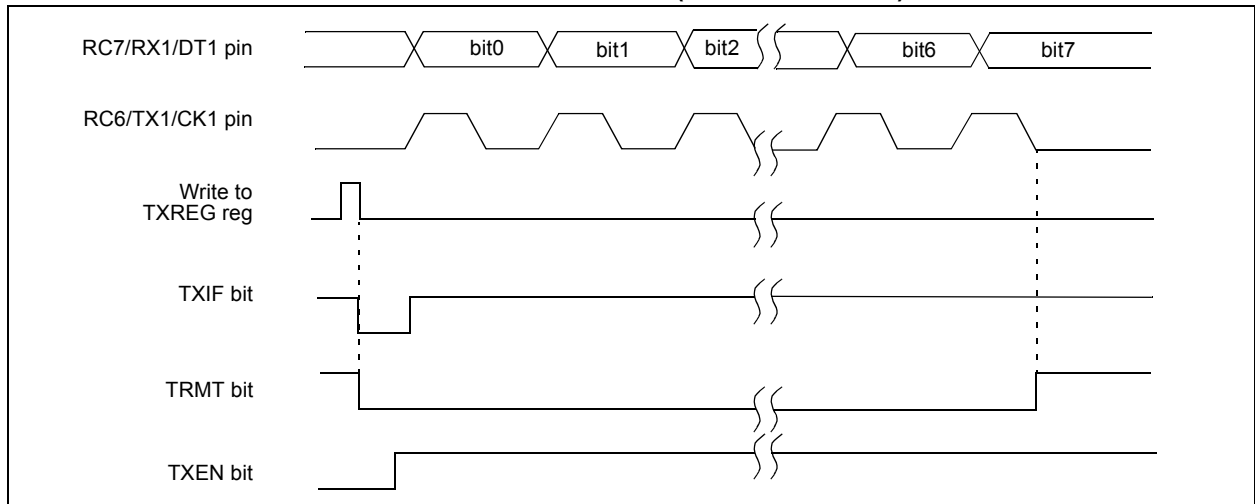 RC7/RX1/DT1 pin
bit0
bit1
bit2
bit6
bit7
RC6/TX1/CK1 pin
Write to
TXREG reg
TXIF bit
TRMT bit
TXEN bit